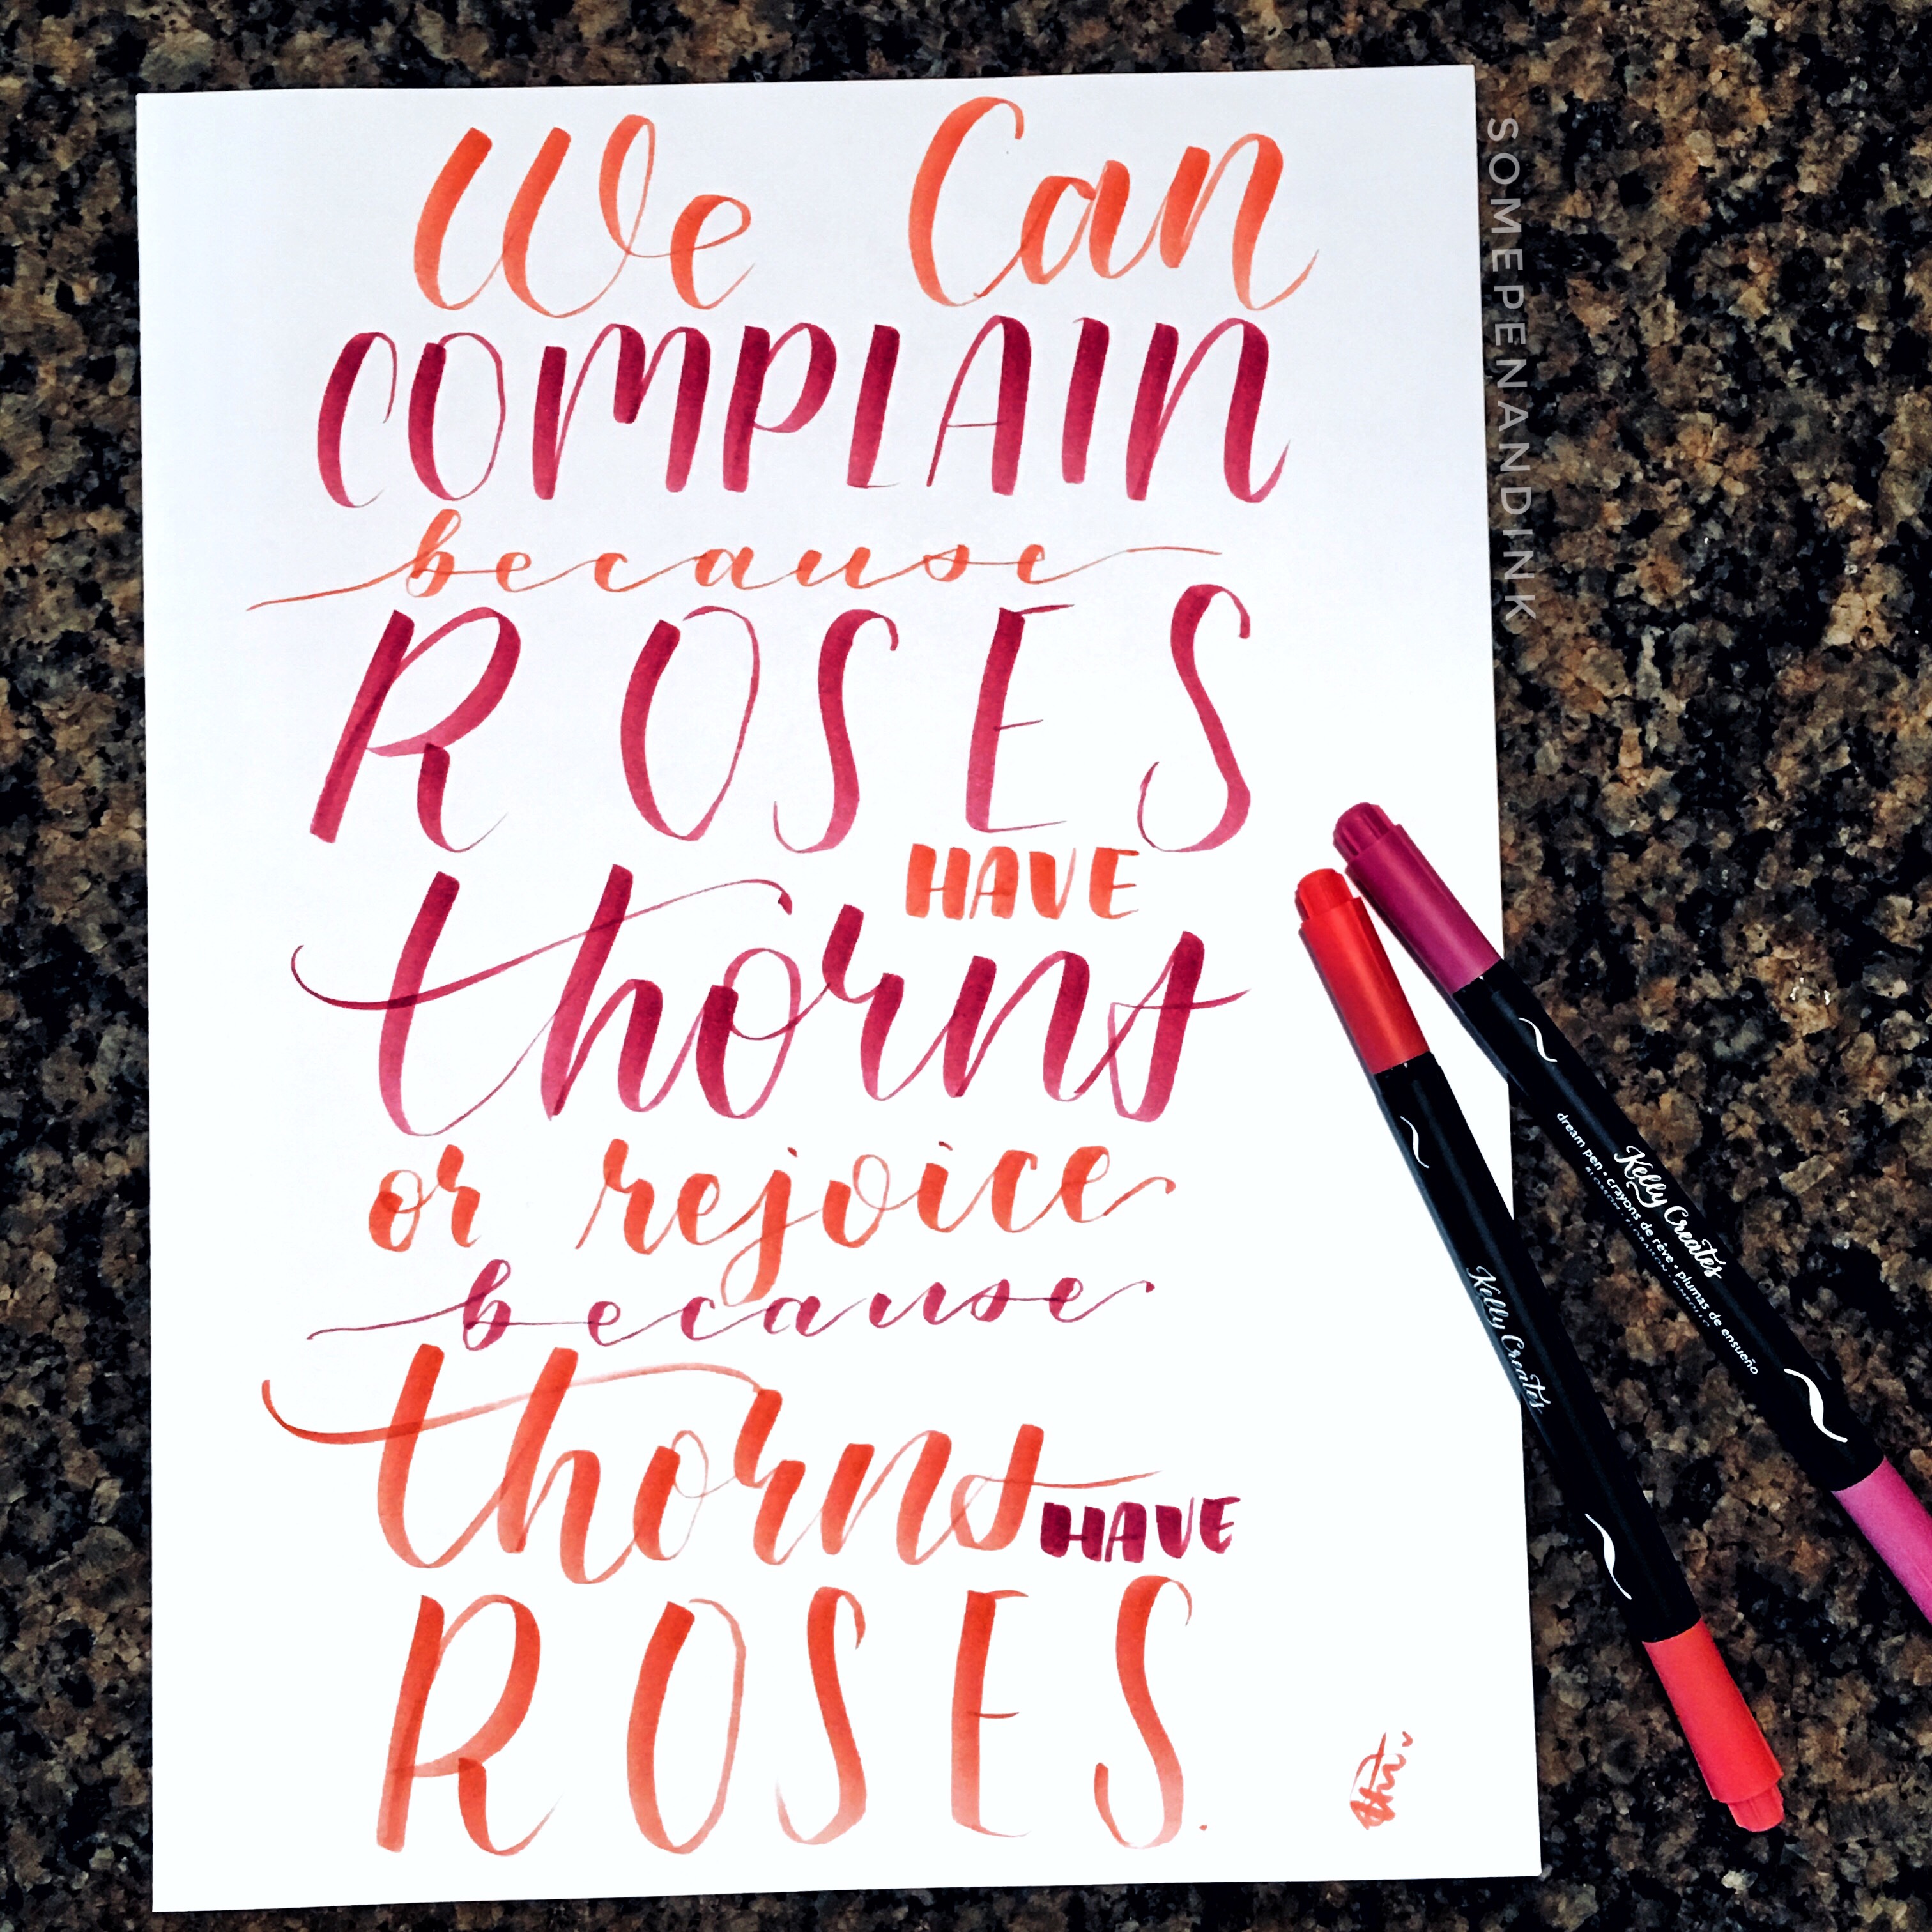 We Can
COMPLAIN
because
ROSES
HAVE
thorns
or rejoice
because
thorns HAVE
ROSES.
SOMEPENANDINK
Kelly Creates
dream pen • crayons de rêve • plumas de ensueño
Kelly Creates